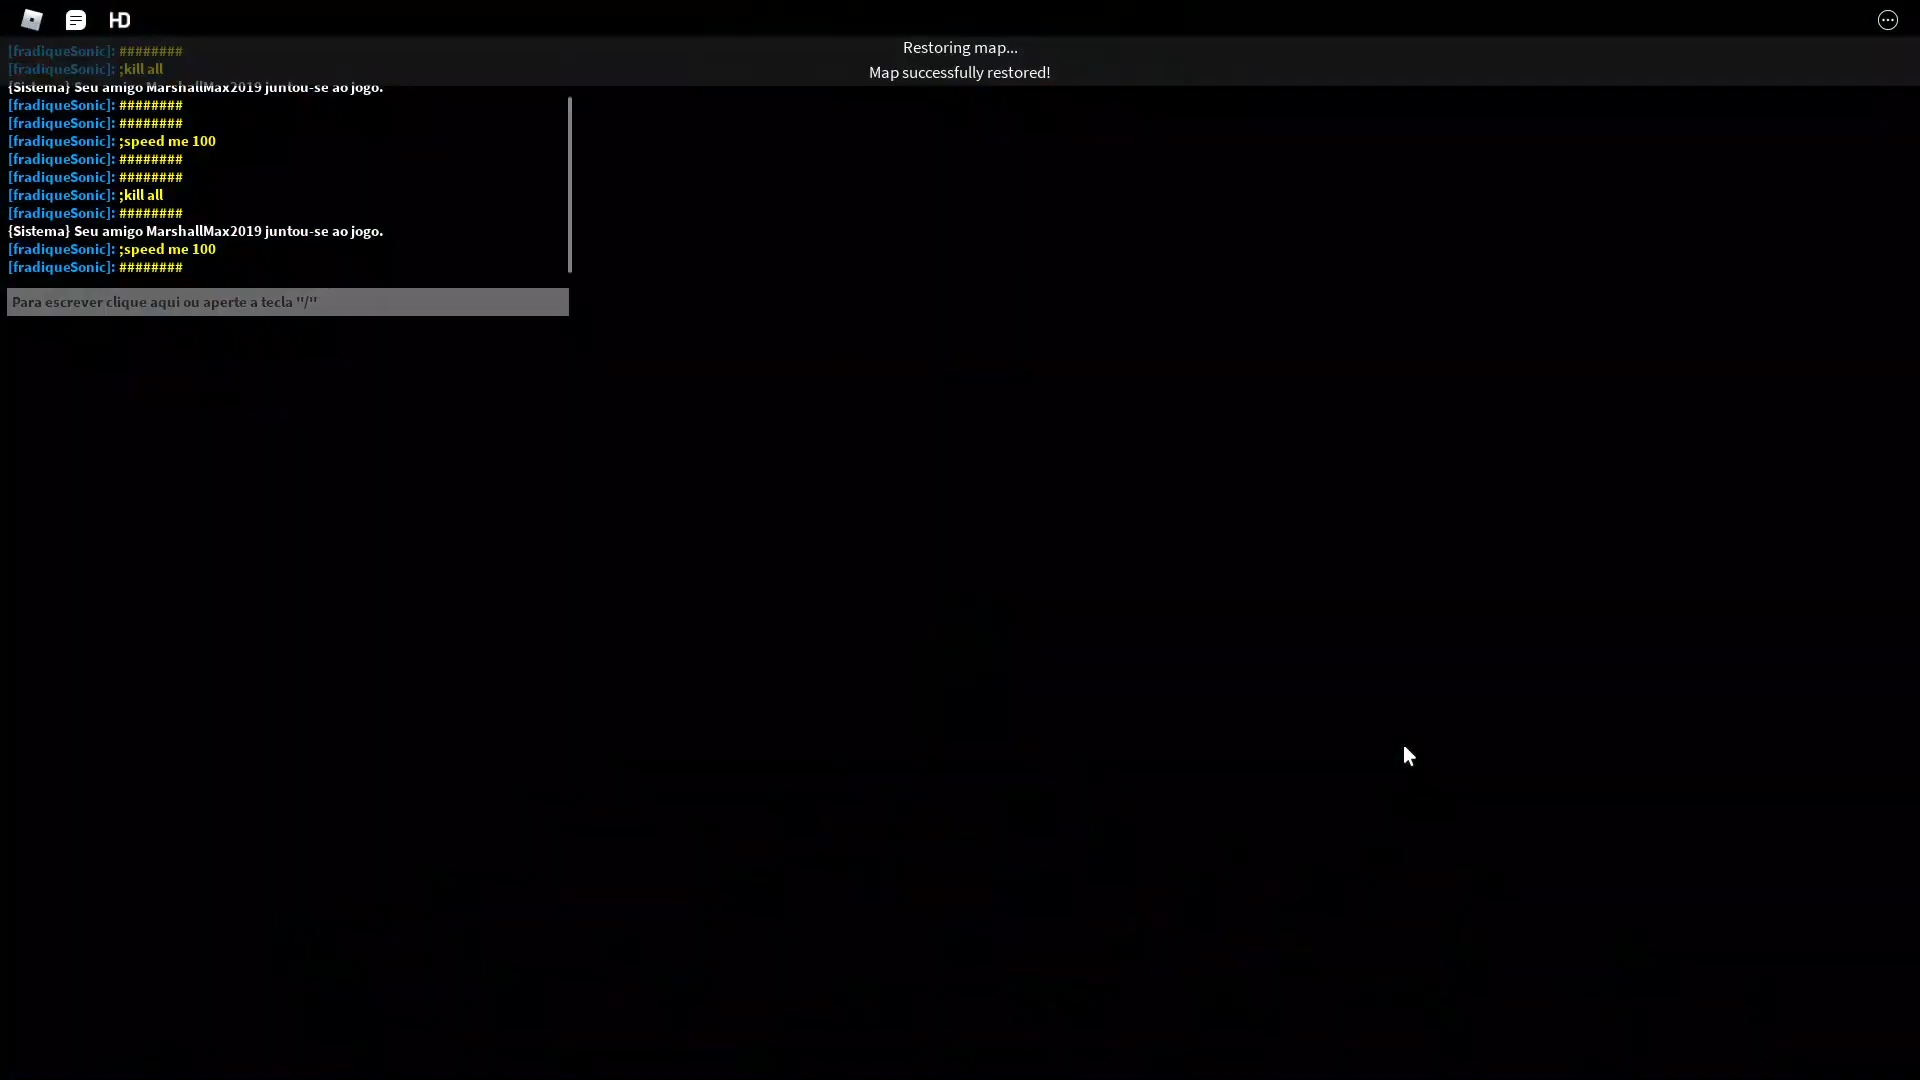 HD
[fradiqueSonic]: ########
[fradiqueSonic]: ;kill all
{Sistema} Seu amigo MarshallMax2019 juntou-se ao jogo.
[fradiqueSonic]: ########
[fradiqueSonic]: ########
[fradiqueSonic]: ;speed me 100
[fradiqueSonic]: ########
[fradiqueSonic]: ########
[fradiqueSonic]: ;kill all
[fradiqueSonic]: ########
{Sistema} Seu amigo MarshallMax2019 juntou-se ao jogo.
[fradiqueSonic]: ;speed me 100
[fradiqueSonic]: ########
Para escrever clique aqui ou aperte a tecla "/"
Restoring map...
Map successfully restored!